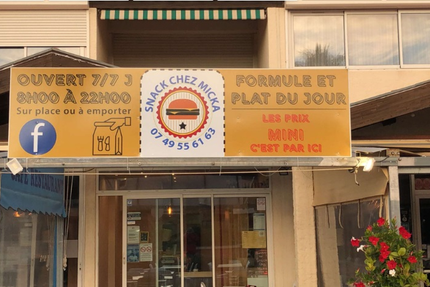 OUVERT 7/7 J
8H00 À 22H00
Sur place ou à emporter
f
SNACK CHEZ MICKA
07 49 55 61 63
FORMULE ET
PLAT DU JOUR
LES PRIX
MINI
C'EST PAR ICI